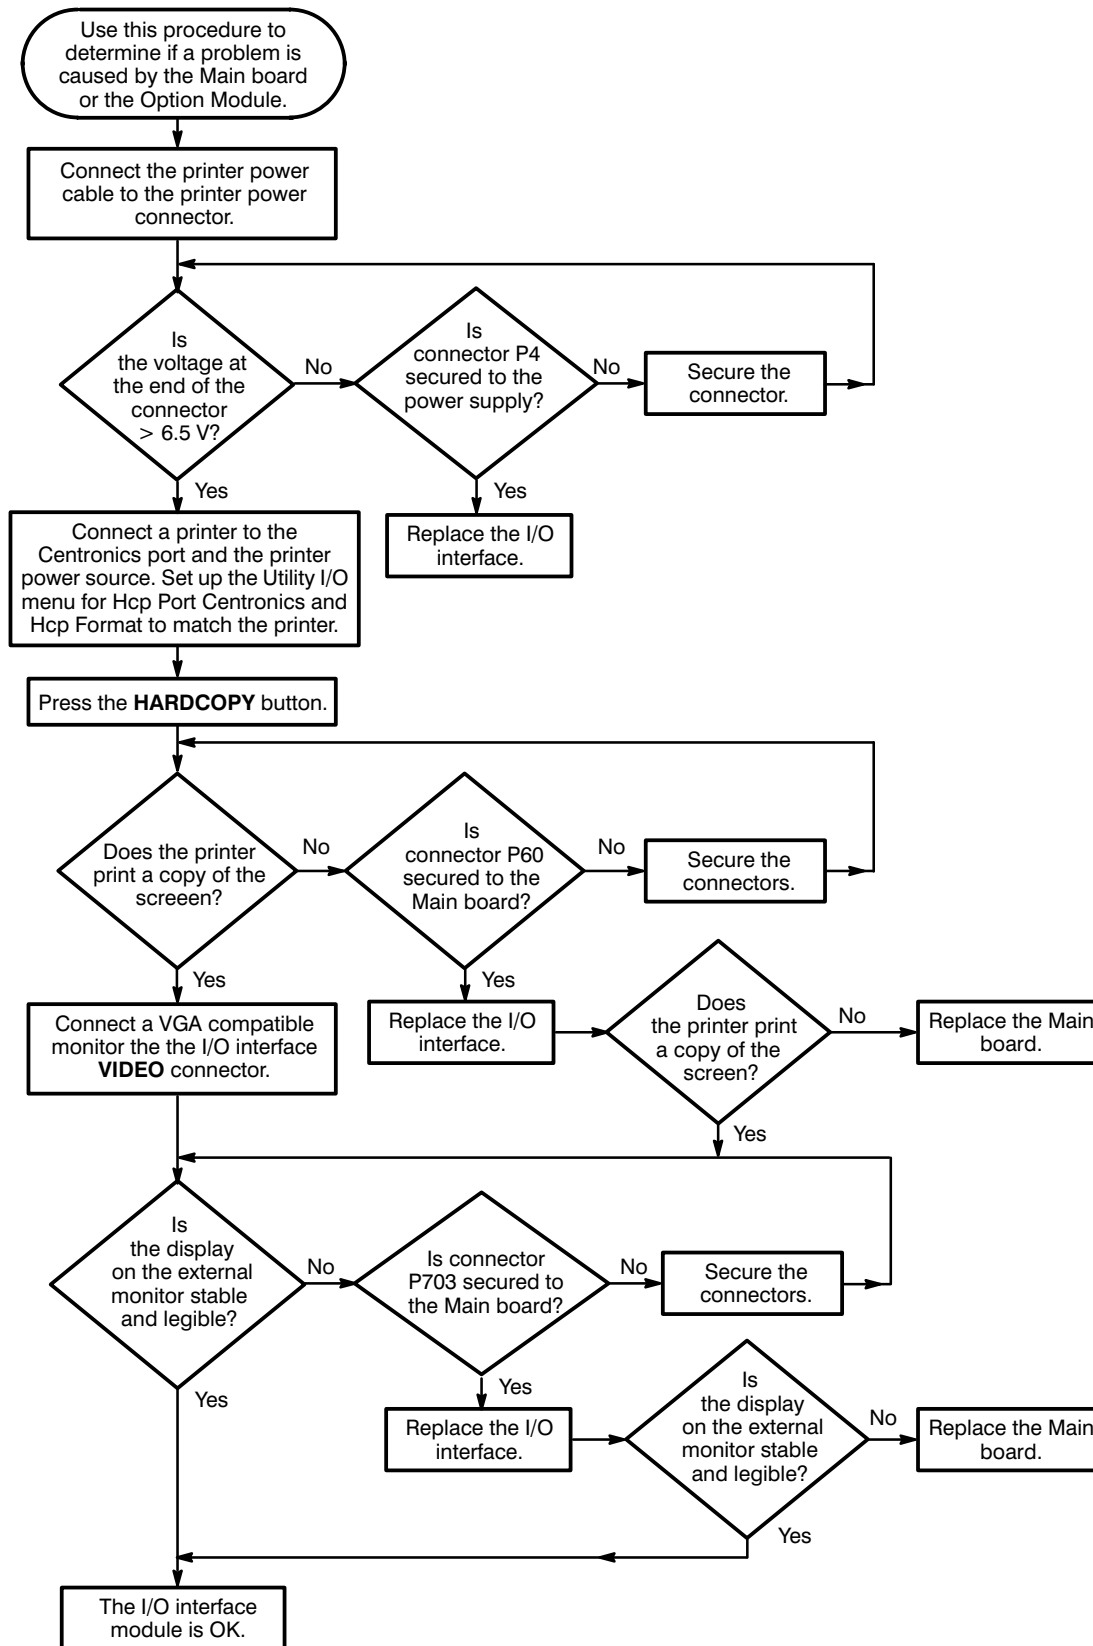 Use this procedure to
determine if a problem is
caused by the Main board
or the Option Module.
Connect the printer power
cable to the printer power
connector.
Is
the voltage at
the end of the
connector
> 6.5 V?
No
Is
connector P4
secured to the
power supply?
No
Secure the
connector.
Yes
Yes
Connect a printer to the
Centronics port and the printer
power source. Set up the Utility I/O
menu for Hcp Port Centronics and
Hcp Format to match the printer.
Replace the I/O
interface.
Press the HARDCOPY button.
Does the printer
print a copy of the
screeen?
No
Is
connector P60
secured to the
Main board?
No
Secure the
connectors.
Yes
Yes
Connect a VGA compatible
monitor the the I/O interface
VIDEO connector.
Replace the I/O
interface.
Does
the printer print
a copy of the
screen?
No
Replace the Main
board.
Yes
Is
the display
on the external
monitor stable
and legible?
No
Is connector
P703 secured to
the Main board?
No
Secure the
connectors.
Yes
Yes
Replace the I/O
interface.
Is
the display
on the external
monitor stable
and legible?
No
Replace the Main
board.
Yes
The I/O interface
module is OK.